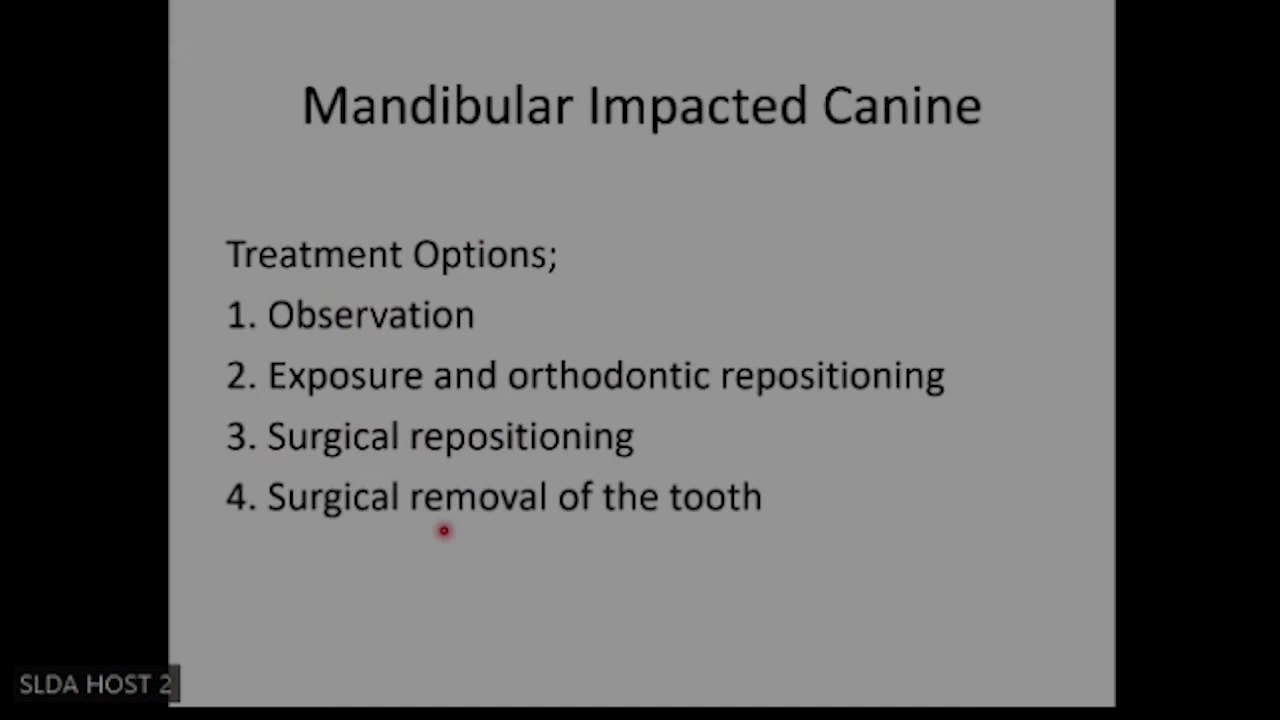 Mandibular Impacted Canine
Treatment Options;
1. Observation
2. Exposure and orthodontic repositioning
3. Surgical repositioning
4. Surgical removal of the tooth
SLDA HOST 2